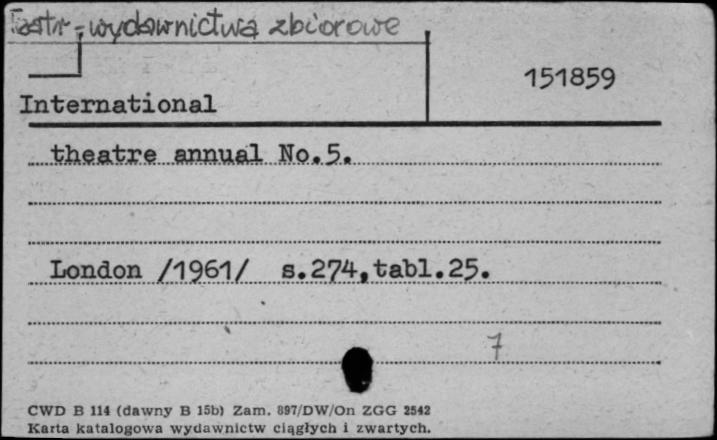 Teatr - wydawnictwa zbiorowe
151859
International
theatre annual No.5.
London /1961/ s.274,tabl.25.
7
CWD B 114 (dawny B 15b) Zam. 897/DW/On ZGG 2542
Karta katalogowa wydawnictw ciągłych i zwartych.